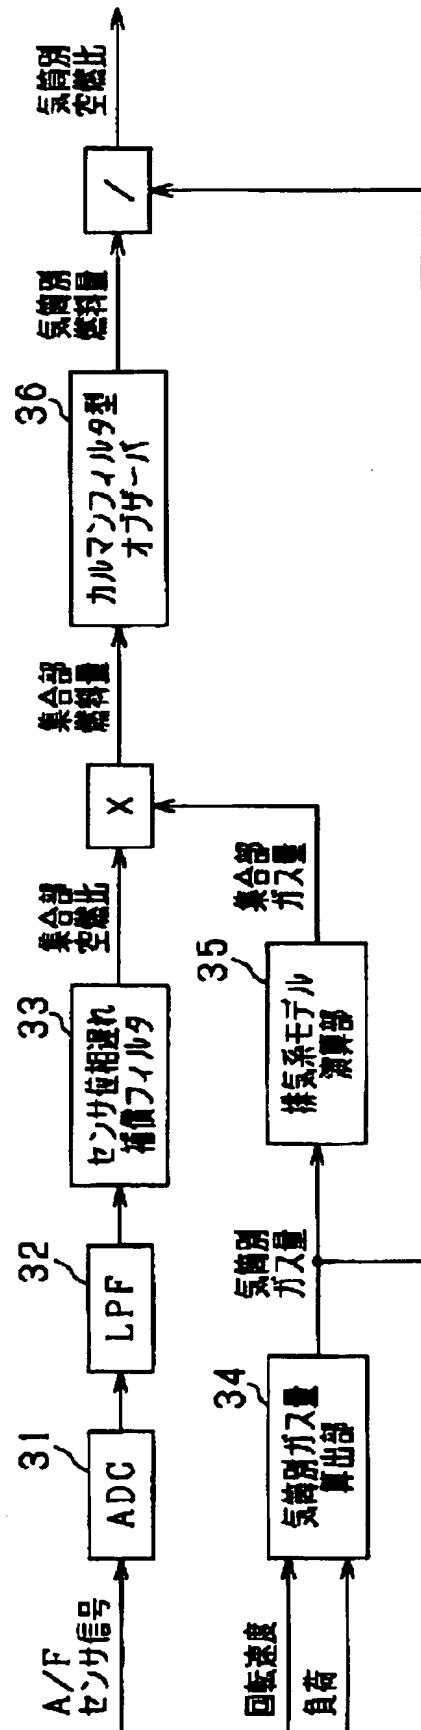 A/F
センサ信号
31
ADC
32
LPF
33
センサ位相遅れ
補償フィルタ
集合部
空燃比
X
集合部
燃料量
36
カルマンフィルタ型
オブザーバ
気筒別
燃料量
/
気筒別
空燃比
回転速度
負荷
34
気筒別ガス量
算出部
気筒別
ガス量
35
排気系モデル
演算部
集合部
ガス量